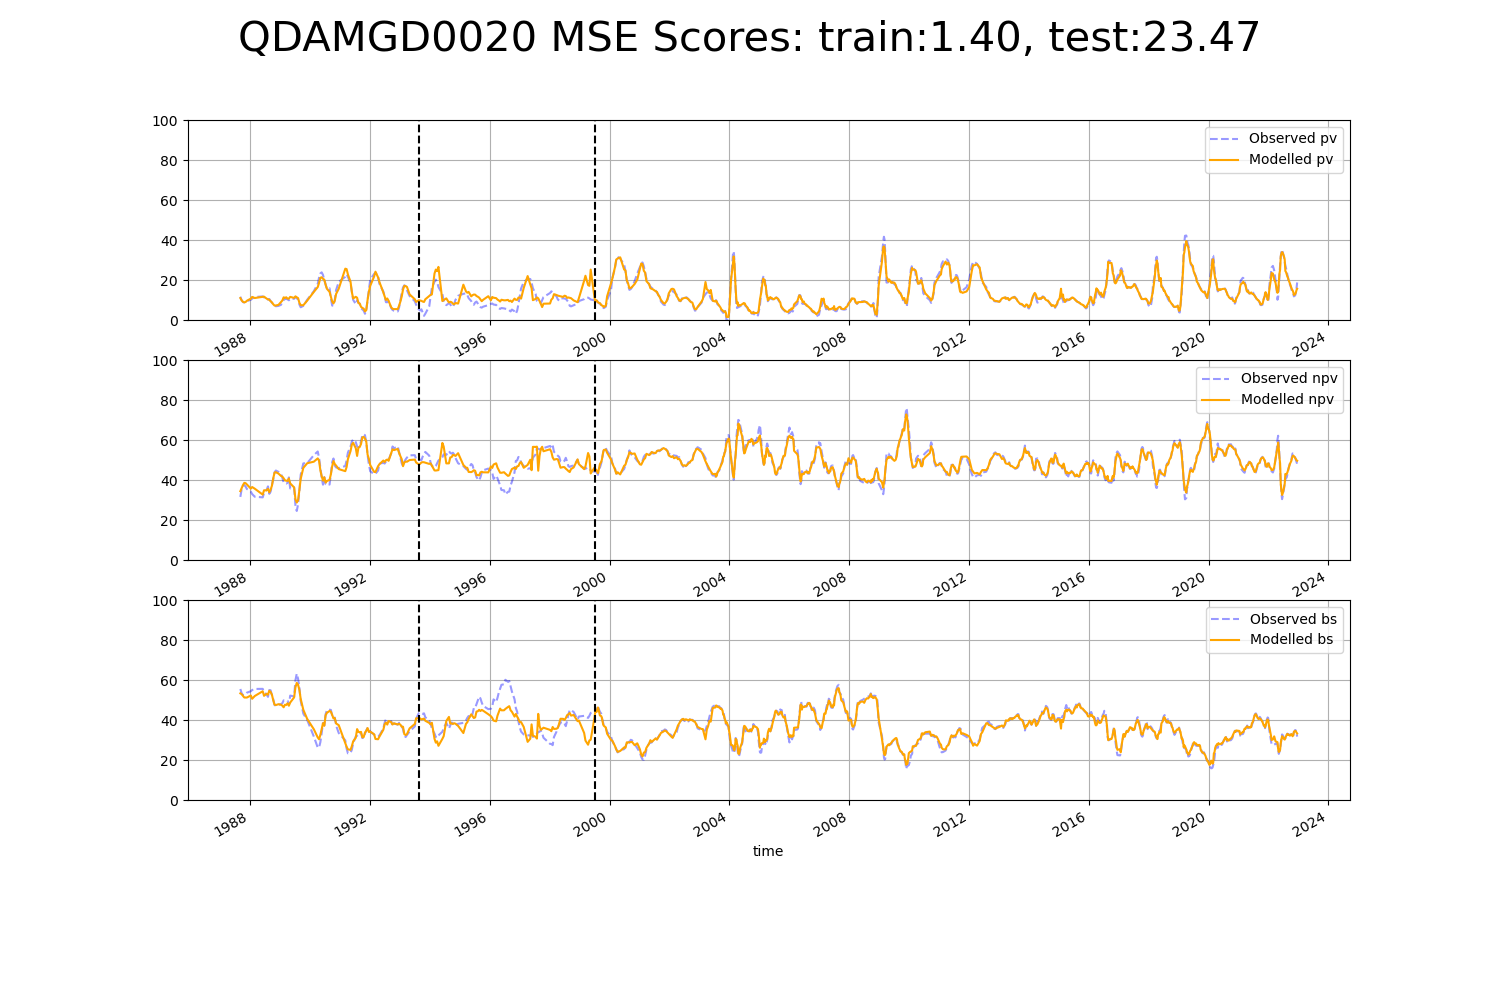 QDAMGD0020 MSE Scores: train:1.40, test:23.47
100
80
60
40
20
0
Observed pv
Modelled pv
1988 1992 1996 2000 2004 2008 2012 2016 2020 2024
100
80
60
40
20
0
Observed npv
Modelled npv
1988 1992 1996 2000 2004 2008 2012 2016 2020 2024
100
80
60
40
20
0
Observed bs
Modelled bs
1988 1992 1996 2000 2004 2008 2012 2016 2020 2024
time